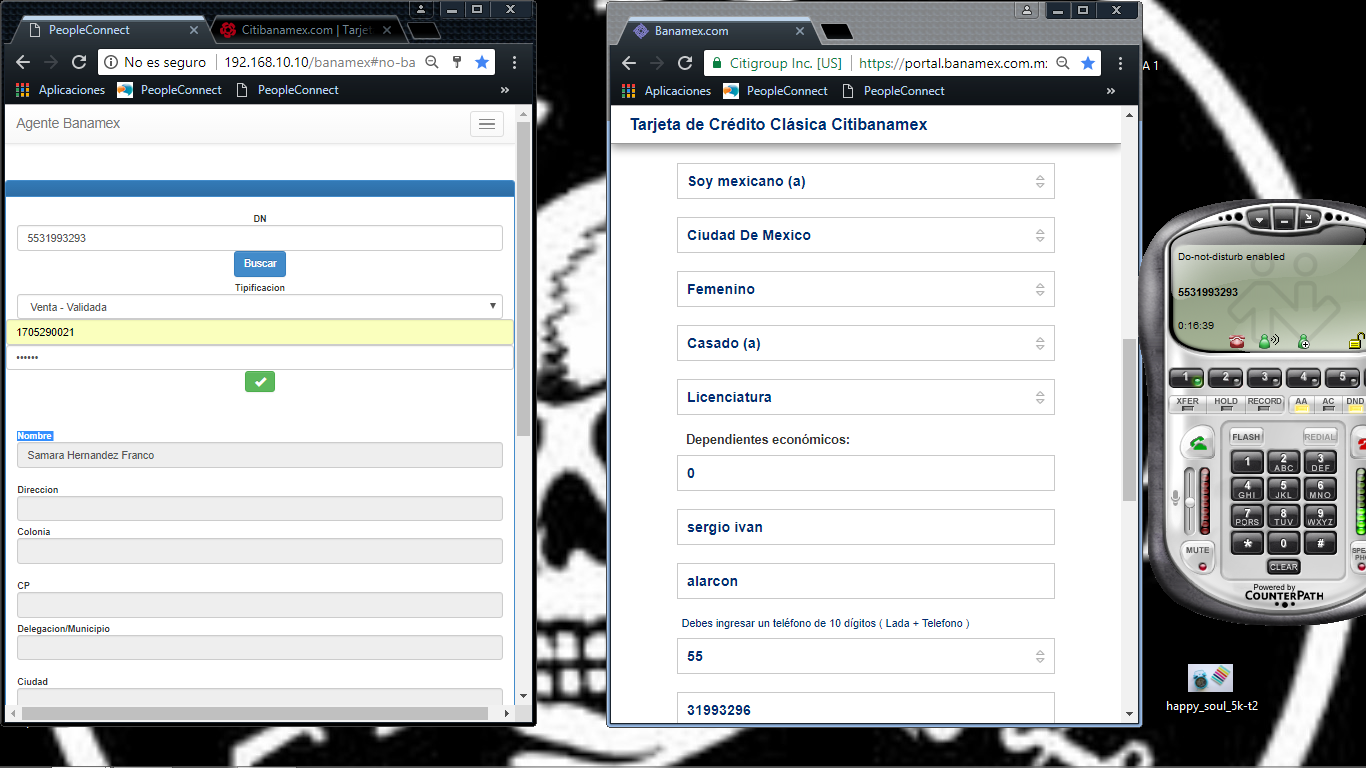 PeopleConnect
Citibanamex.com | Tarjet
No es seguro
192.168.10.10/banamex#no-ba
Aplicaciones
PeopleConnect
PeopleConnect
»
Agente Banamex
DN
5531993293
Buscar
Tipificacion
Venta - Validada
1705290021
••••••
Nombre
Samara Hernandez Franco
Direccion
Colonia
CP
Delegacion/Municipio
Ciudad
Banamex.com
Citigroup Inc. [US]
https://portal.banamex.com.m
Aplicaciones
PeopleConnect
PeopleConnect
»
Tarjeta de Crédito Clásica Citibanamex
Soy mexicano (a)
Ciudad De Mexico
Femenino
Casado (a)
Licenciatura
Dependientes económicos:
0
sergio ivan
alarcon
Debes ingresar un teléfono de 10 dígitos ( Lada + Telefono )
55
31993296
A 1
Do-not-disturb enabled
5531993293
0:16:39
1 2 3 4 5
XFER HOLD RECORD AA AC DND
FLASH REDIAL
1 2 ABC 3 DEF
4 GHI 5 JKL 6 MNO
7 PQRS 8 TUV 9 WXYZ
* 0 #
MUTE
CLEAR
SPE
PHO
Powered by
COUNTERPATH
happy_soul_5k-t2